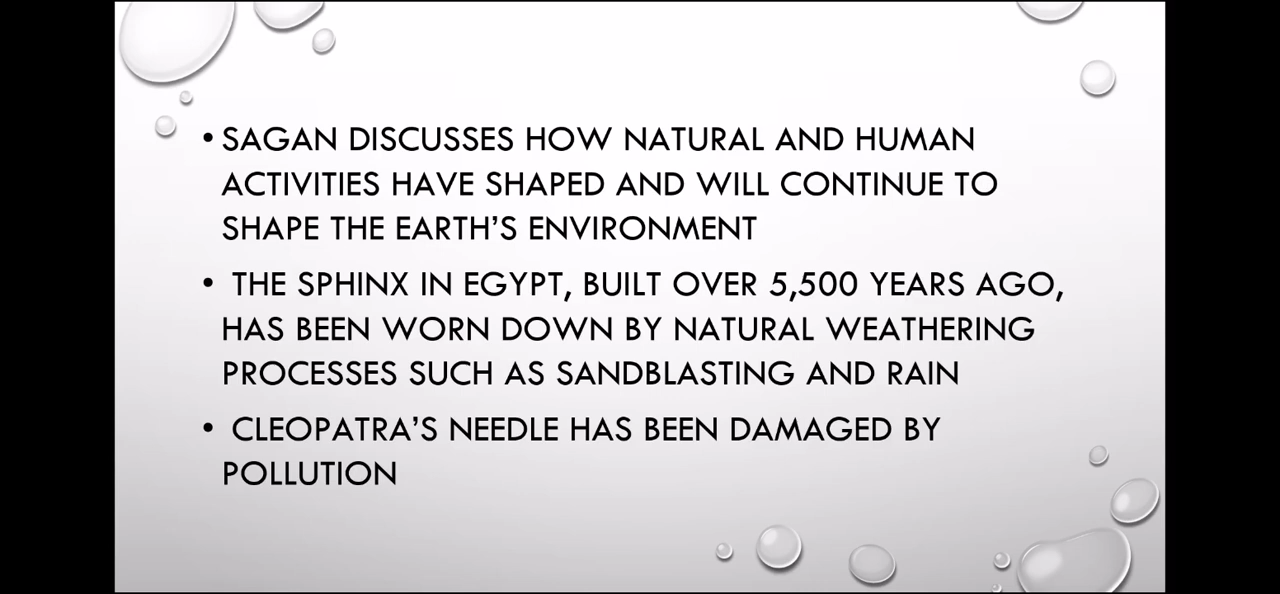 • SAGAN DISCUSSES HOW NATURAL AND HUMAN
ACTIVITIES HAVE SHAPED AND WILL CONTINUE TO
SHAPE THE EARTH’S ENVIRONMENT
• THE SPHINX IN EGYPT, BUILT OVER 5,500 YEARS AGO,
HAS BEEN WORN DOWN BY NATURAL WEATHERING
PROCESSES SUCH AS SANDBLASTING AND RAIN
• CLEOPATRA’S NEEDLE HAS BEEN DAMAGED BY
POLLUTION